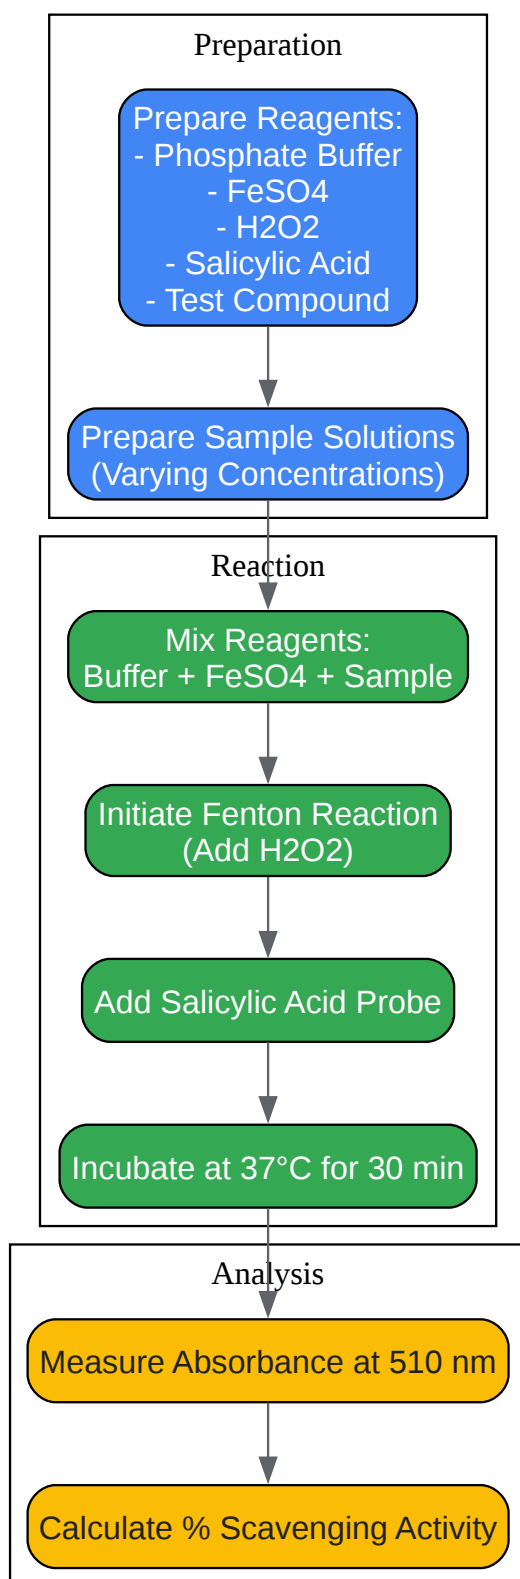 Preparation
Prepare Reagents:
- Phosphate Buffer
- FeSO4
- H2O2
- Salicylic Acid
- Test Compound
Prepare Sample Solutions
(Varying Concentrations)
Reaction
Mix Reagents:
Buffer + FeSO4 + Sample
Initiate Fenton Reaction
(Add H2O2)
Add Salicylic Acid Probe
Incubate at 37°C for 30 min
Analysis
Measure Absorbance at 510 nm
Calculate % Scavenging Activity